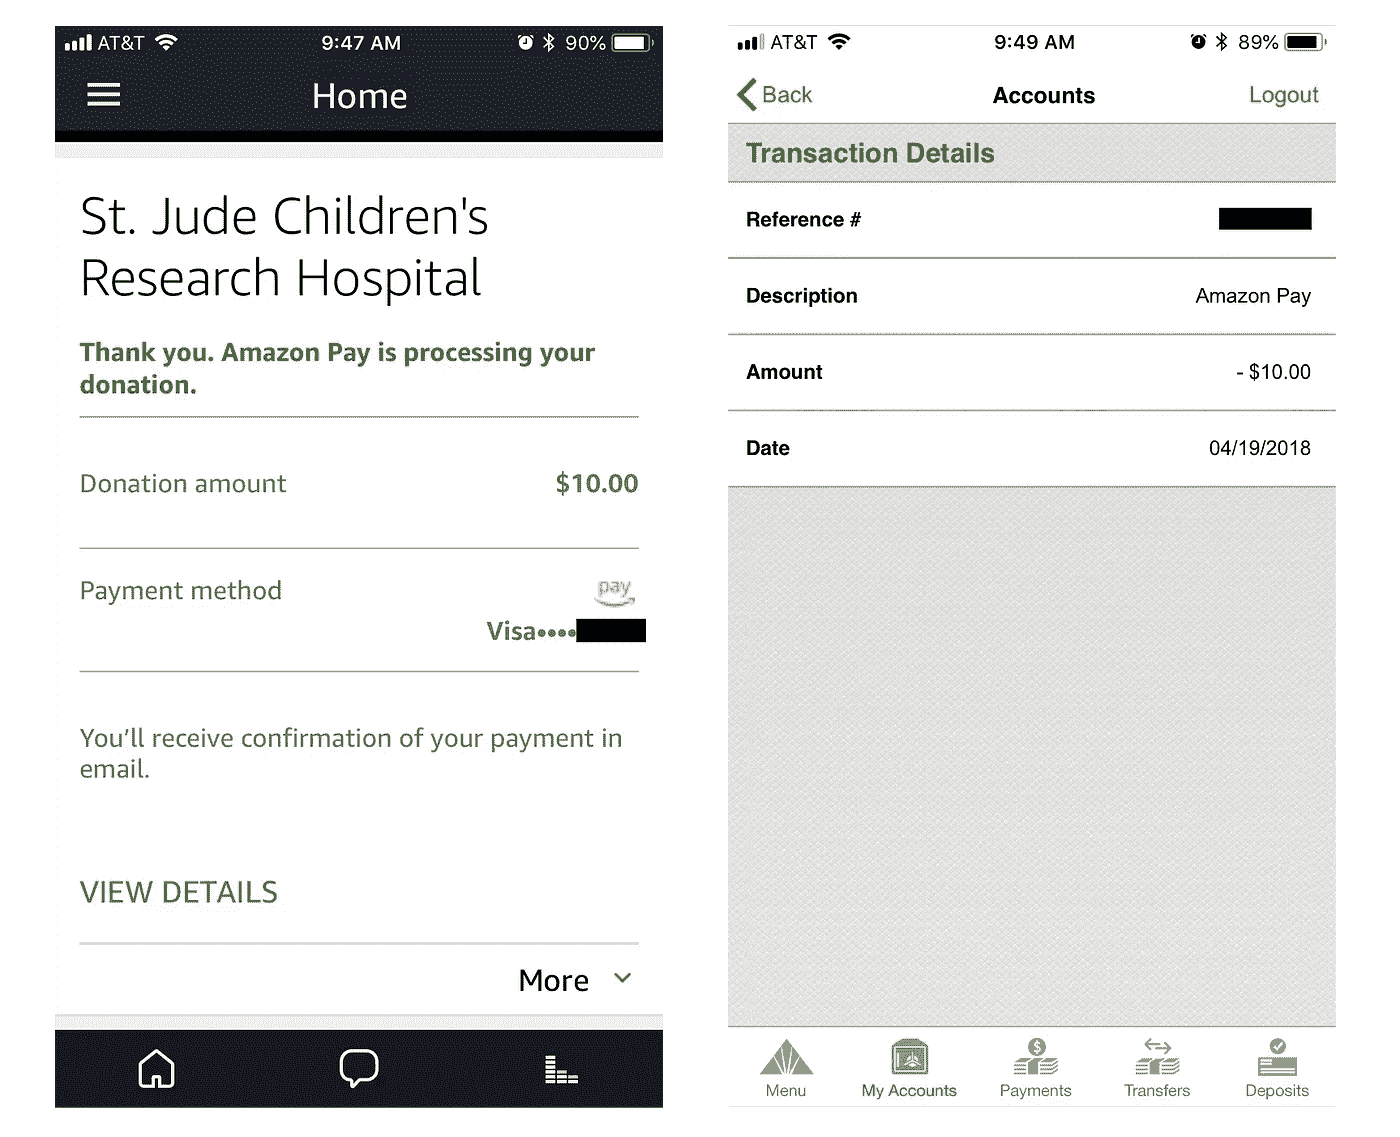 AT&T 9:47 AM 90%
Home
St. Jude Children's
Research Hospital
Thank you. Amazon Pay is processing your
donation.
Donation amount $10.00
Payment method pay
Visa••••
You’ll receive confirmation of your payment in
email.
VIEW DETAILS
More
AT&T 9:49 AM 89%
Back Accounts Logout
Transaction Details
Reference #
Description Amazon Pay
Amount - $10.00
Date 04/19/2018
Menu My Accounts Payments Transfers Deposits